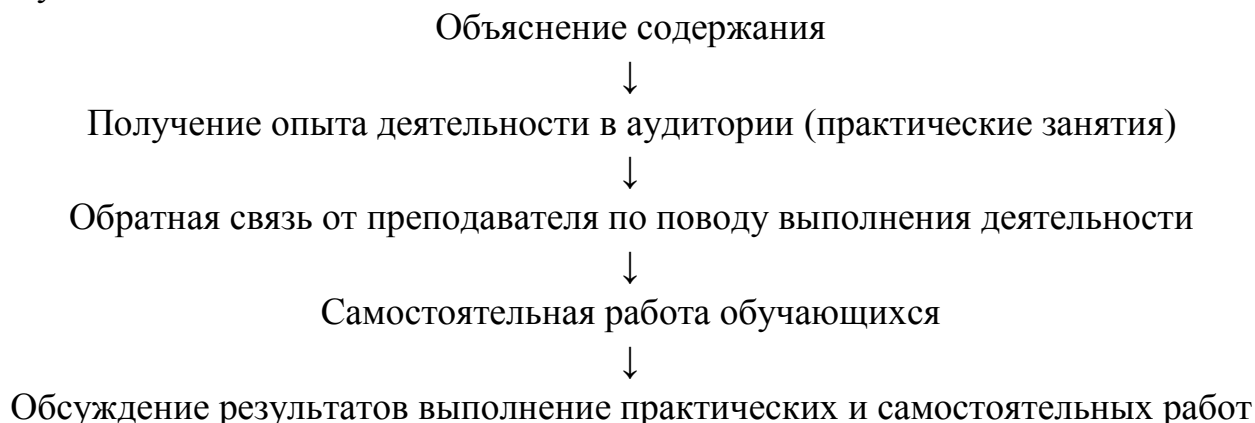 Объяснение содержания
↓
Получение опыта деятельности в аудитории (практические занятия)
↓
Обратная связь от преподавателя по поводу выполнения деятельности
↓
Самостоятельная работа обучающихся
↓
Обсуждение результатов выполнение практических и самостоятельных работ